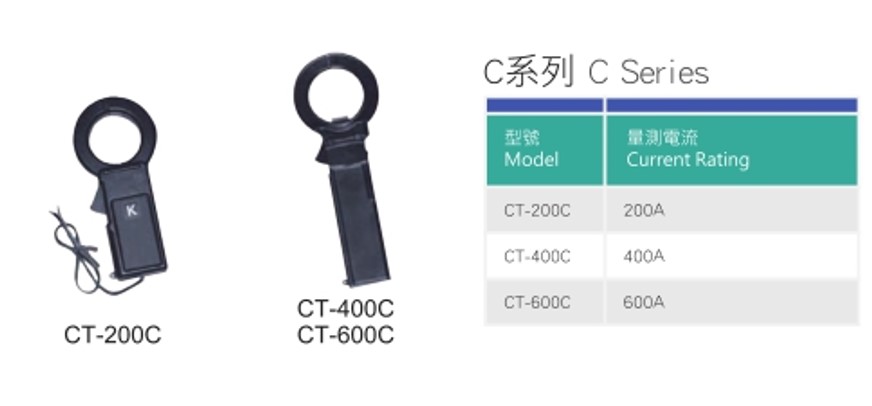 C系列 C Series
型號 量測電流
Model Current Rating
CT-200C 200A
CT-400C 400A
CT-600C 600A
K
CT-200C
CT-400C
CT-600C